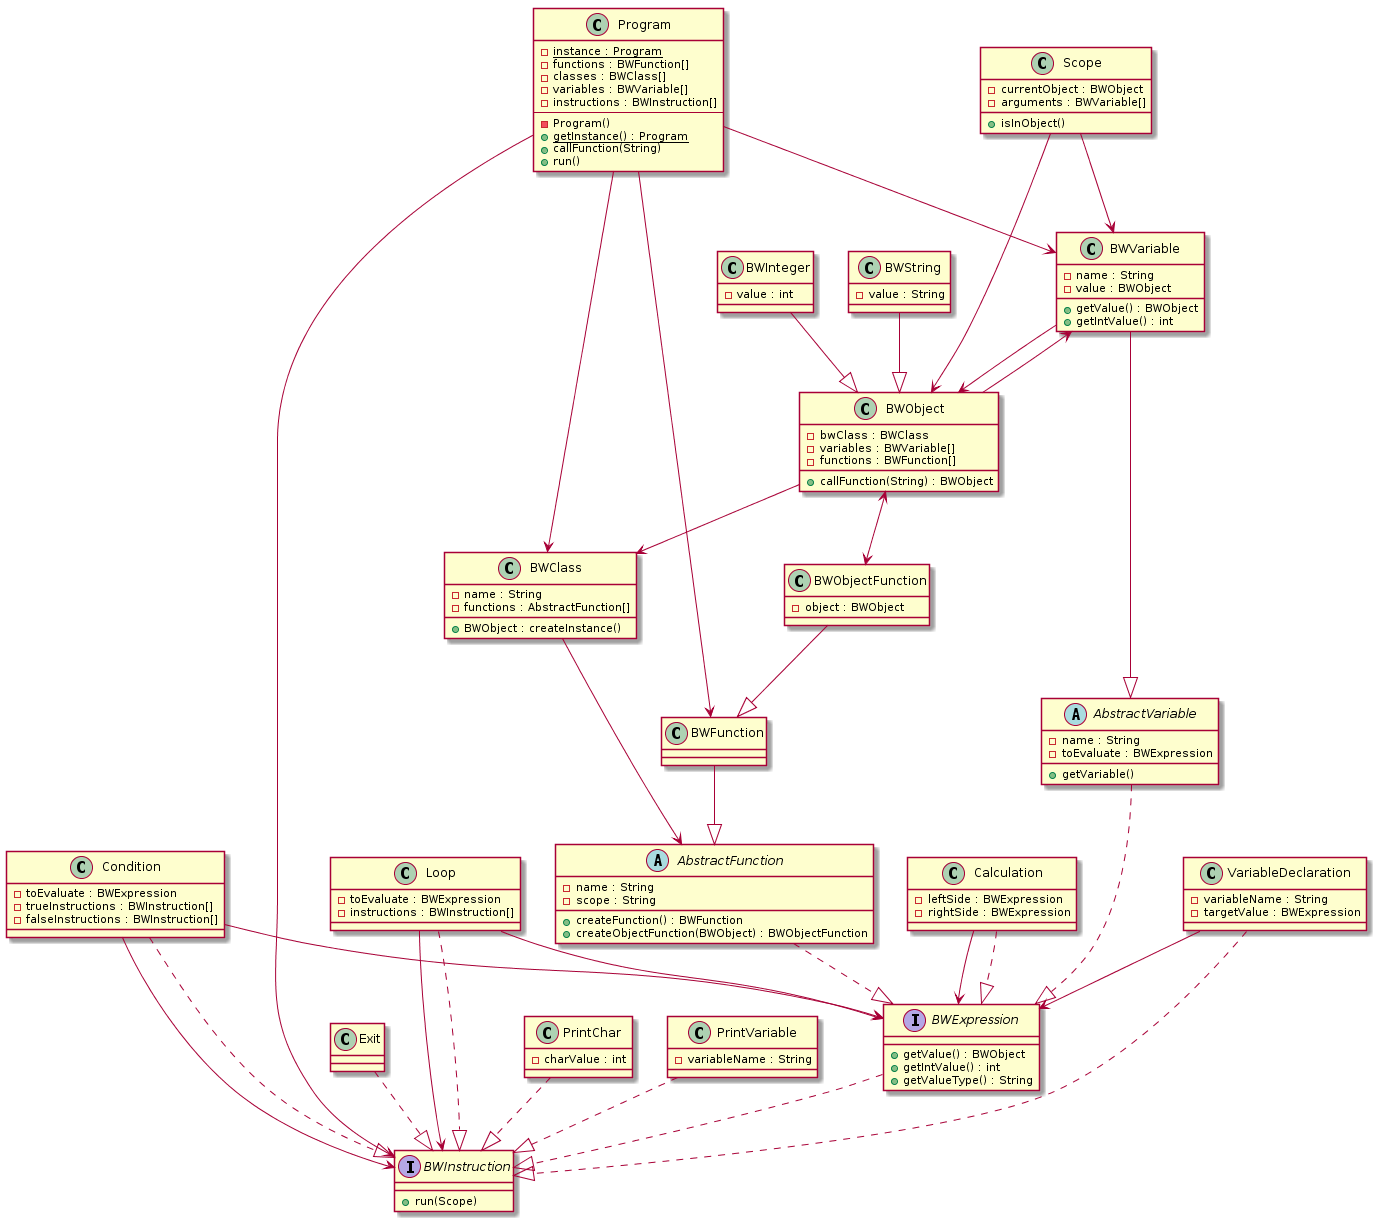 C Program
instance : Program
functions : BWFunction[]
classes : BWClass[]
variables : BWVariable[]
instructions : BWInstruction[]
Program()
getInstance() : Program
callFunction(String)
run()
C Scope
currentObject : BWObject
arguments : BWVariable[]
isInObject()
C BWVariable
name : String
value : BWObject
getValue() : BWObject
getIntValue() : int
C BWInteger
value : int
C BWString
value : String
C BWObject
bwClass : BWClass
variables : BWVariable[]
functions : BWFunction[]
callFunction(String) : BWObject
C BWClass
name : String
functions : AbstractFunction[]
BWObject : createInstance()
C BWObjectFunction
object : BWObject
C BWFunction
A AbstractVariable
name : String
toEvaluate : BWExpression
getVariable()
C Condition
toEvaluate : BWExpression
trueInstructions : BWInstruction[]
falseInstructions : BWInstruction[]
C Loop
toEvaluate : BWExpression
instructions : BWInstruction[]
A AbstractFunction
name : String
scope : String
createFunction() : BWFunction
createObjectFunction(BWObject) : BWObjectFunction
C Calculation
leftSide : BWExpression
rightSide : BWExpression
C VariableDeclaration
variableName : String
targetValue : BWExpression
C Exit
C PrintChar
charValue : int
C PrintVariable
variableName : String
I BWExpression
getValue() : BWObject
getIntValue() : int
getValueType() : String
I BWInstruction
run(Scope)